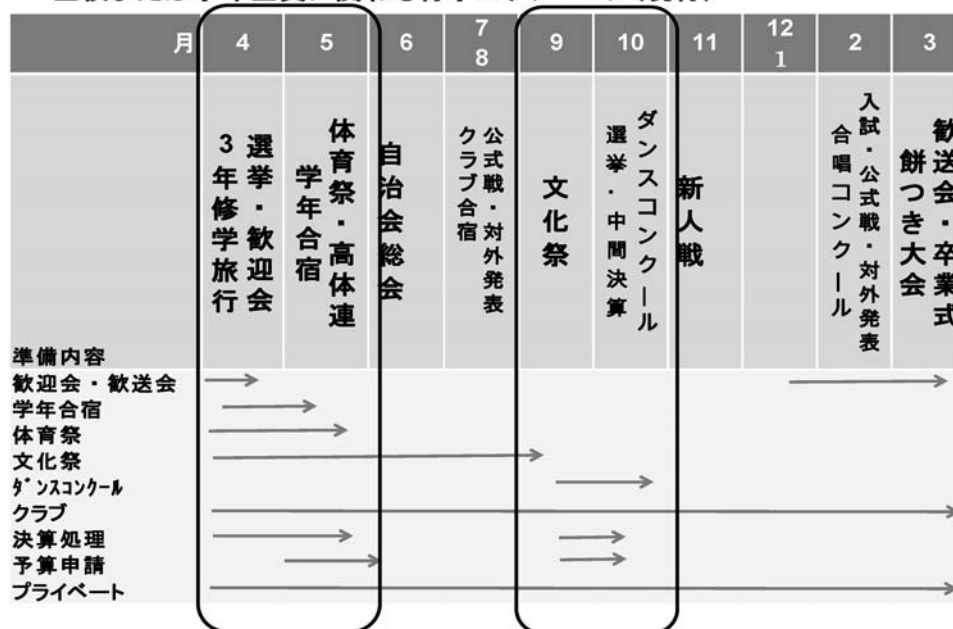 月 4 5 6 7 8 9 10 11 12 1 2 3
3年修学旅行
選挙・歓迎会
学年合宿
体育祭・高体連
自治会総会
クラブ合宿
公式戦・対外発表
文化祭
選挙・中間決算
ダンスコンクール
新人戦
合唱コンクール
入試・公式戦・対外発表
餅つき大会
歓送会・卒業式
準備内容
歓迎会・歓送会
学年合宿
体育祭
文化祭
ダンスコンクール
クラブ
決算処理
予算申請
プライベート